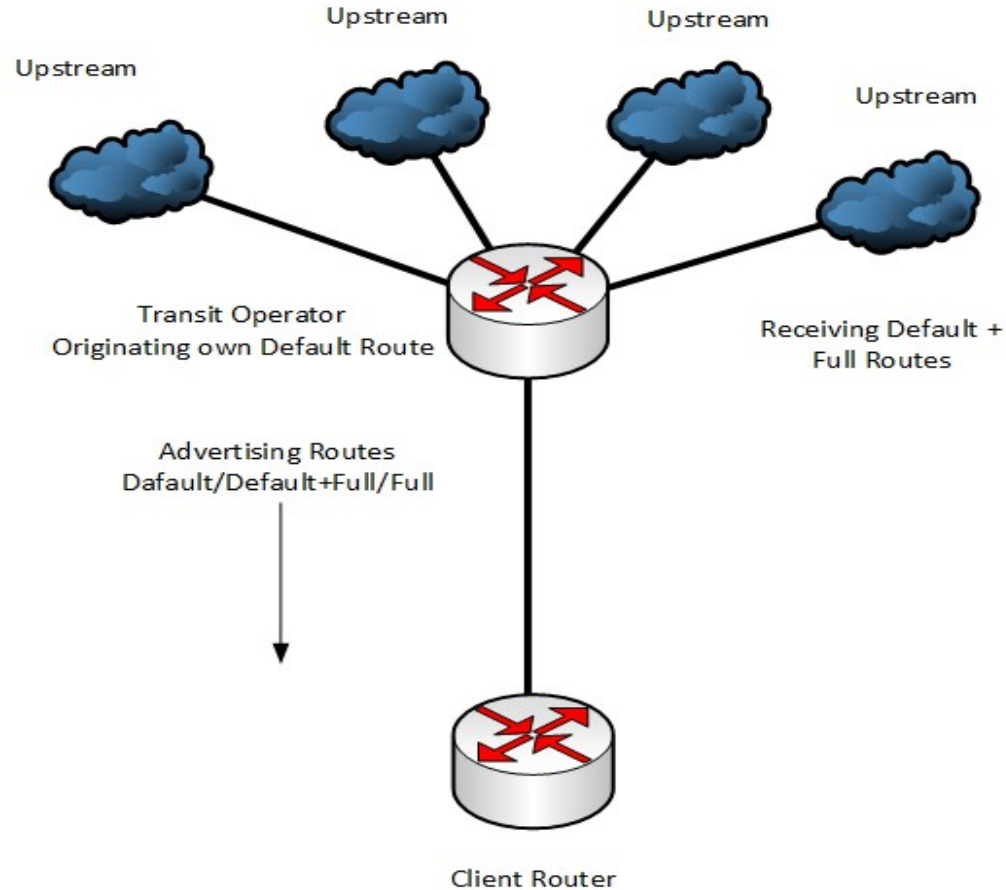 Upstream
Upstream
Upstream
Upstream
Transit Operator
Originating own Default Route
Receiving Default +
Full Routes
Advertising Routes
Dafault/Default+Full/Full
Client Router